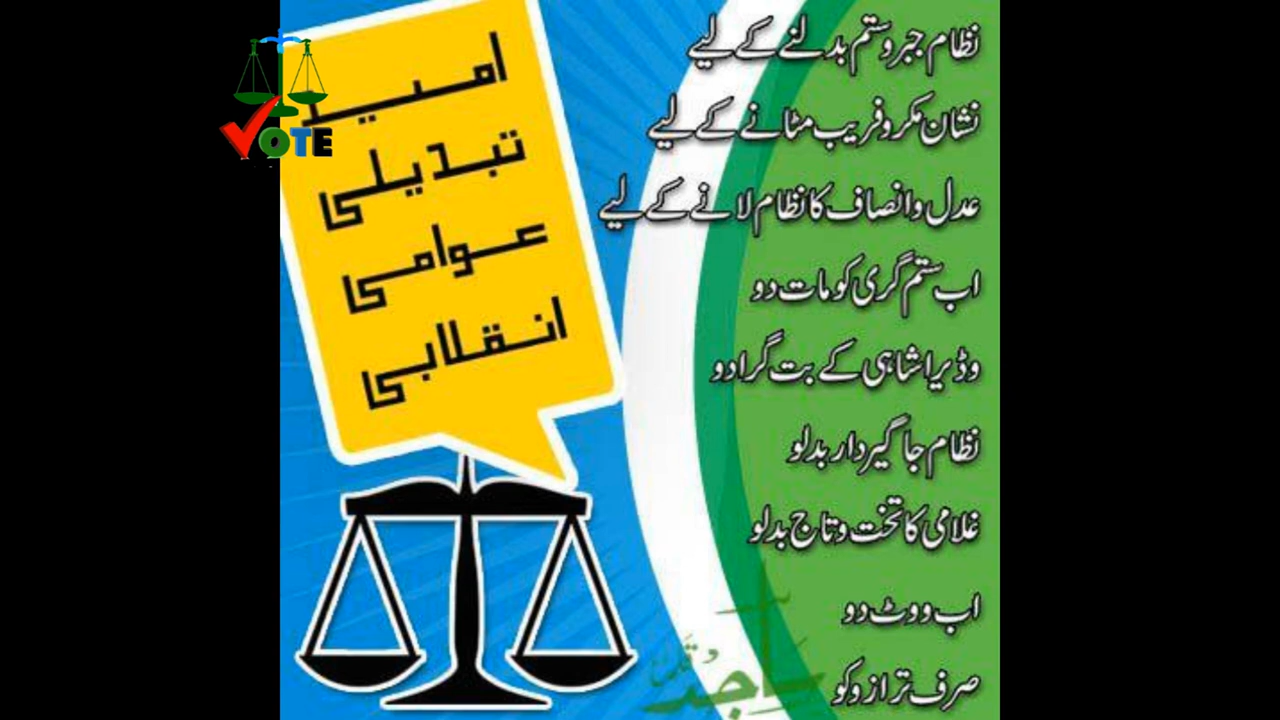 VOTE
امید
تبدیلی
عوامی
انقلابی
نظام جبر و ستم بدلنے کے لیے
نشان مکر و فریب مٹانے کے لیے
عدل و انصاف کا نظام لانے کے لیے
اب ستم گری کو مات دو
وڈیرا شاہی کے بت گرا دو
نظام جاگیردار بدلو
غلامی کا تخت و تاج بدلو
اب ووٹ دو
صرف ترازو کو
ساجد